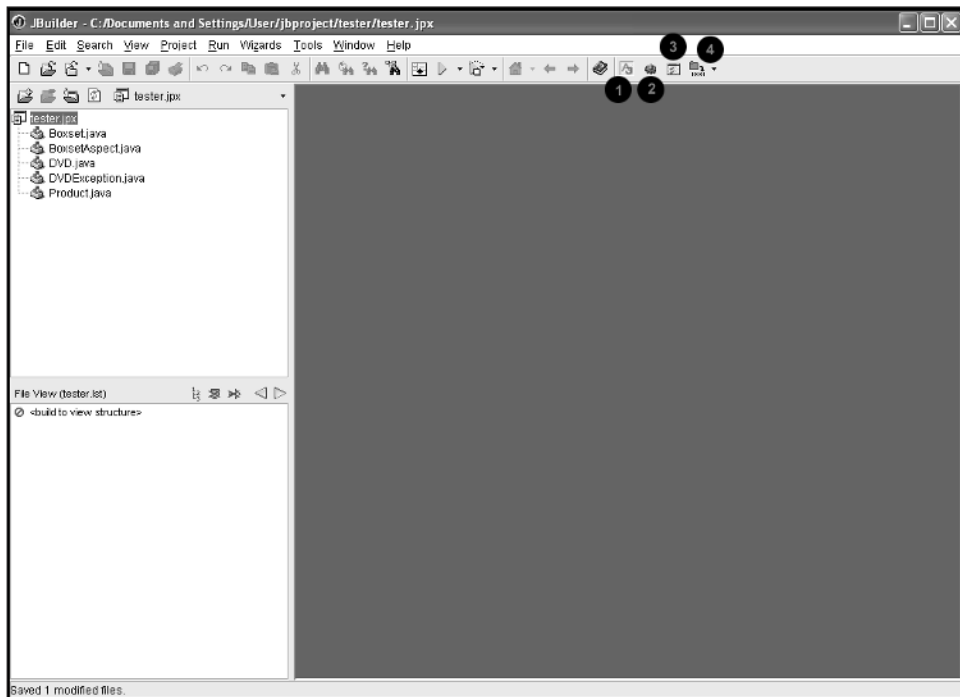 JBuilder - C:/Documents and Settings/User/jbproject/tester/tester.jpx
File Edit Search View Project Run Wizards Tools Window Help
3 4
1 2
tester.jpx
tester.jpx
Boxset.java
BoxsetAspect.java
DVD.java
DVDException.java
Product.java
File View (tester.lst)
<build to view structure>
Saved 1 modified files.